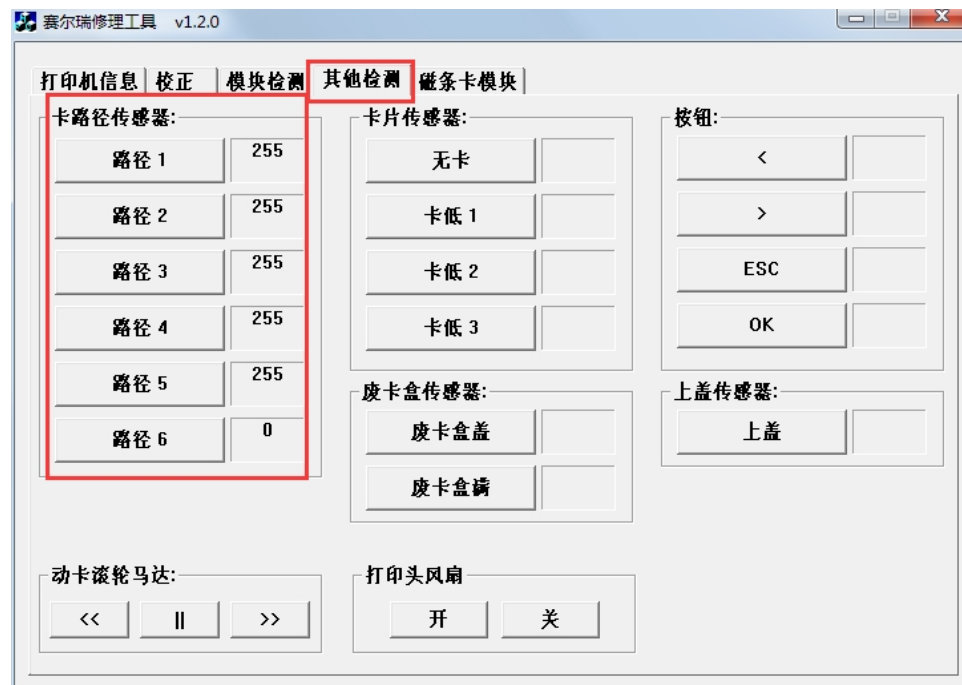 赛尔瑞修理工具 v1.2.0
打印机信息 校正 模块检测 其他检测 磁条卡模块
卡路径传感器:
路径 1 255
路径 2 255
路径 3 255
路径 4 255
路径 5 255
路径 6 0
卡片传感器:
无卡
卡低 1
卡低 2
卡低 3
废卡盒传感器:
废卡盒盖
废卡盒满
按钮:
<
>
ESC
OK
上盖传感器:
上盖
动卡滚轮马达:
<< || >>
打印头风扇
开 关